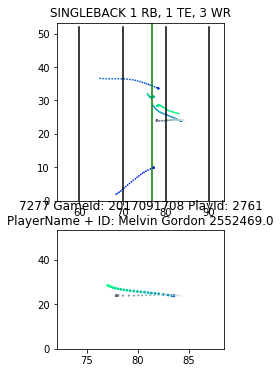 SINGLEBACK 1 RB, 1 TE, 3 WR
50
40
30
20
10
0
60 70 80 90
7277 GameId: 2017091708 PlayId: 2761
PlayerName + ID: Melvin Gordon 2552469.0
40
20
0
75 80 85